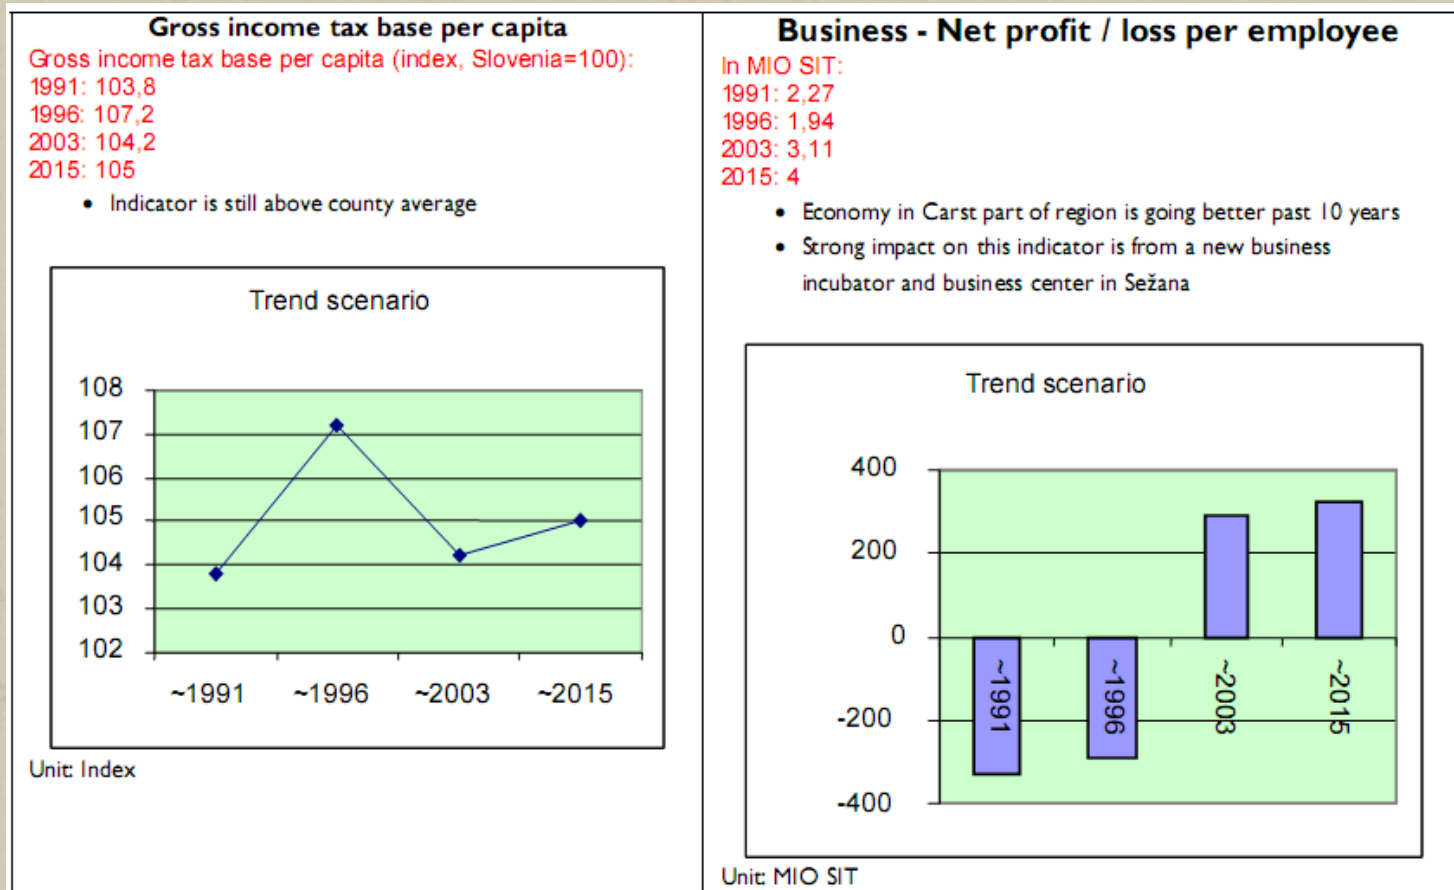 Gross income tax base per capita
Gross income tax base per capita (index, Slovenia=100):
1991: 103,8
1996: 107,2
2003: 104,2
2015: 105
• Indicator is still above county average
Trend scenario
108
107
106
105
104
103
102
~1991 ~1996 ~2003 ~2015
Unit: Index
Business - Net profit / loss per employee
In MIO SIT:
1991: 2,27
1996: 1,94
2003: 3,11
2015: 4
• Economy in Carst part of region is going better past 10 years
• Strong impact on this indicator is from a new business
incubator and business center in Sežana
Trend scenario
400
200
0
-200
-400
~1991 ~1996 ~2003 ~2015
Unit: MIO SIT